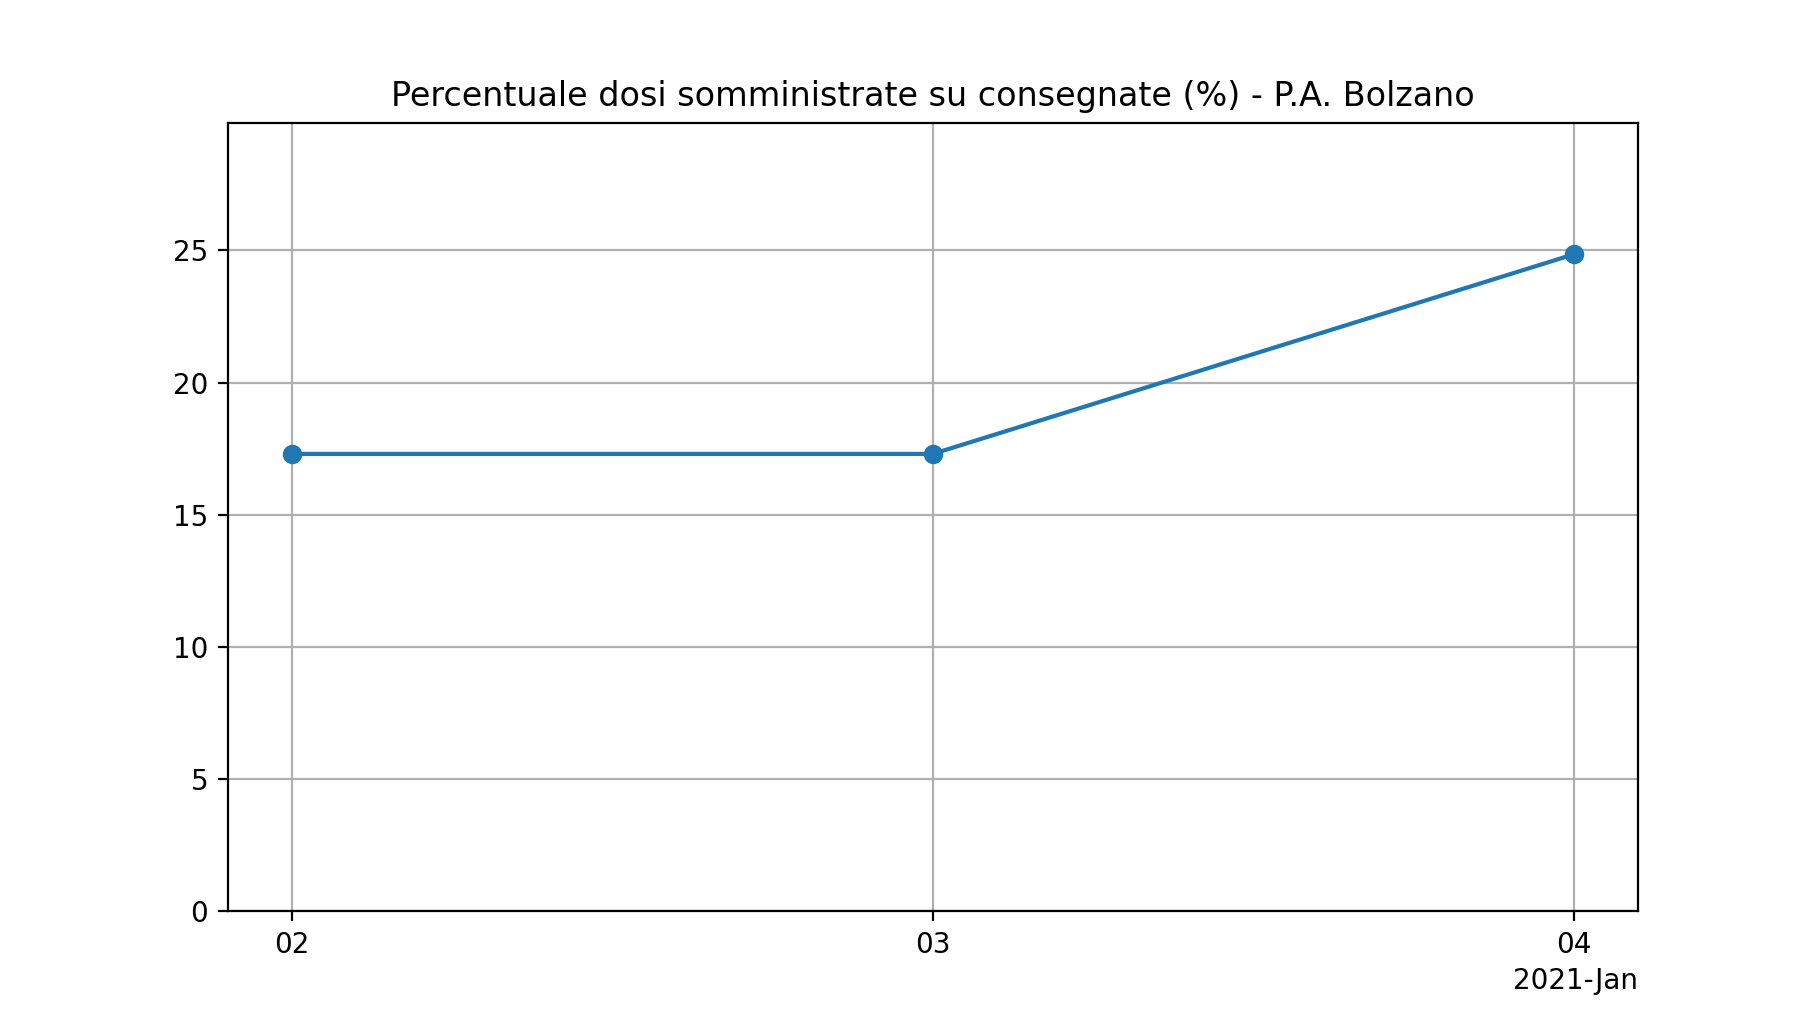 Percentuale dosi somministrate su consegnate (%) - P.A. Bolzano
25
20
15
10
5
0
02 03 04
2021-Jan